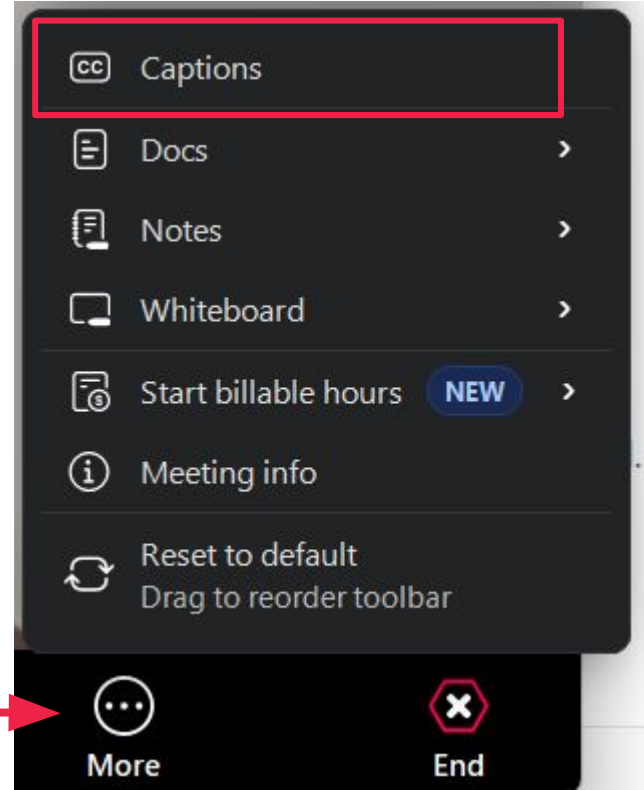 CC Captions
Docs
Notes
Whiteboard
Start billable hours NEW
Meeting info
Reset to default
Drag to reorder toolbar
More
End